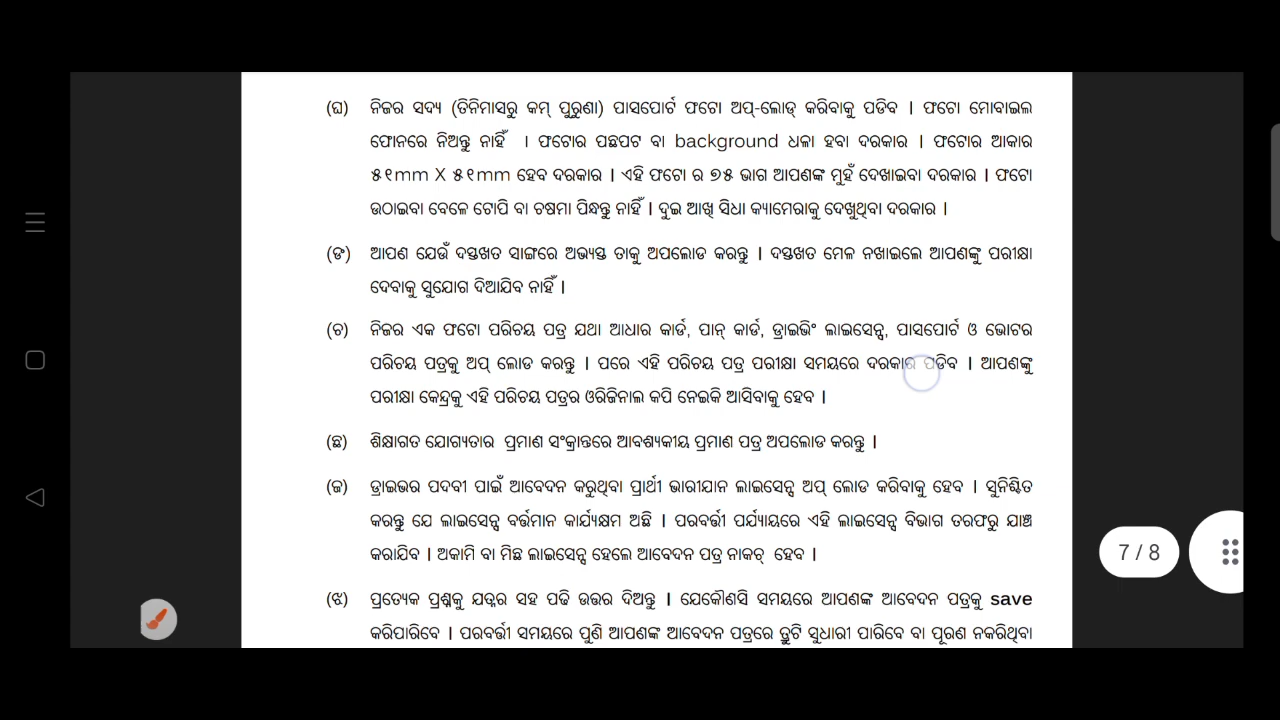 (ଘ) ନିଜର ସଦ୍ୟ (ତିନିମାସରୁ କମ୍ ପୁରୁଣା) ପାସପୋର୍ଟ ଫଟୋ ଅପ୍-ଲୋଡ୍ କରିବାକୁ ପଡିବ । ଫଟୋ ମୋବାଇଲ
ଫୋନରେ ନିଅନ୍ତୁ ନାହିଁ । ଫଟୋର ପଛପଟ ବା background ଧଳା ହବା ଦରକାର । ଫଟୋର ଆକାର
୫୧mm X ୫୧mm ହେବ ଦରକାର । ଏହି ଫଟୋ ର ୭୫ ଭାଗ ଆପଣଙ୍କ ମୁହଁ ଦେଖାଇବା ଦରକାର । ଫଟୋ
ଉଠାଇବା ବେଳେ ଟୋପି ବା ଚଷମା ପିନ୍ଧନ୍ତୁ ନାହିଁ । ଦୁଇ ଆଖି ସିଧା କ୍ୟାମେରାକୁ ଦେଖୁଥିବା ଦରକାର ।
(ଙ) ଆପଣ ଯେଉଁ ଦସ୍ତଖତ ସାଙ୍ଗରେ ଅଭ୍ୟସ୍ତ ତାକୁ ଅପଲୋଡ କରନ୍ତୁ । ଦସ୍ତଖତ ମେଳ ନଖାଇଲେ ଆପଣଙ୍କୁ ପରୀକ୍ଷା
ଦେବାକୁ ସୁଯୋଗ ଦିଆଯିବ ନାହିଁ ।
(ଚ) ନିଜର ଏକ ଫଟୋ ପରିଚୟ ପତ୍ର ଯଥା ଆଧାର କାର୍ଡ, ପାନ୍ କାର୍ଡ, ଡ୍ରାଇଭିଂ ଲାଇସେନ୍ସ, ପାସପୋର୍ଟ ଓ ଭୋଟର
ପରିଚୟ ପତ୍ରକୁ ଅପ୍ ଲୋଡ କରନ୍ତୁ । ପରେ ଏହି ପରିଚୟ ପତ୍ର ପରୀକ୍ଷା ସମୟରେ ଦରକାର ପଡିବ । ଆପଣଙ୍କୁ
ପରୀକ୍ଷା କେନ୍ଦ୍ରକୁ ଏହି ପରିଚୟ ପତ୍ରର ଓରିଜିନାଲ କପି ନେଇକି ଆସିବାକୁ ହେବ ।
(ଛ) ଶିକ୍ଷାଗତ ଯୋଗ୍ୟତାର ପ୍ରମାଣ ସଂକ୍ରାନ୍ତରେ ଆବଶ୍ୟକୀୟ ପ୍ରମାଣ ପତ୍ର ଅପଲୋଡ କରନ୍ତୁ ।
(ଜ) ଡ୍ରାଇଭର ପଦବୀ ପାଇଁ ଆବେଦନ କରୁଥିବା ପ୍ରାର୍ଥୀ ଭାରୀଯାନ ଲାଇସେନ୍ସ ଅପ୍ ଲୋଡ କରିବାକୁ ହେବ । ସୁନିଶ୍ଚିତ
କରନ୍ତୁ ଯେ ଲାଇସେନ୍ସ ବର୍ତ୍ତମାନ କାର୍ଯ୍ୟକ୍ଷମ ଅଛି । ପରବର୍ତ୍ତୀ ପର୍ଯ୍ୟାୟରେ ଏହି ଲାଇସେନ୍ସ ବିଭାଗ ତରଫରୁ ଯାଞ୍ଚ
କରାଯିବ । ଅକାମି ବା ମିଛ ଲାଇସେନ୍ସ ହେଲେ ଆବେଦନ ପତ୍ର ନାକଚ୍ ହେବ ।
(ଝ) ପ୍ରତ୍ୟେକ ପ୍ରଶ୍ନକୁ ଯତ୍ନର ସହ ପଢି ଉତ୍ତର ଦିଅନ୍ତୁ । ଯେକୌଣସି ସମୟରେ ଆପଣଙ୍କ ଆବେଦନ ପତ୍ରକୁ save
କରିପାରିବେ । ପରବର୍ତ୍ତୀ ସମୟରେ ପୁଣି ଆପଣଙ୍କ ଆବେଦନ ପତ୍ରରେ ତ୍ରୁଟି ସୁଧାରୀ ପାରିବେ ବା ପୂରଣ ନକରିଥିବା
7 / 8